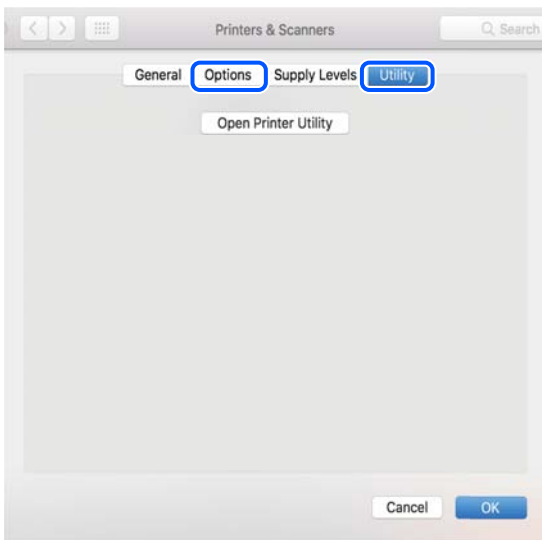 Printers & Scanners Search
General Options Supply Levels Utility
Open Printer Utility
Cancel OK